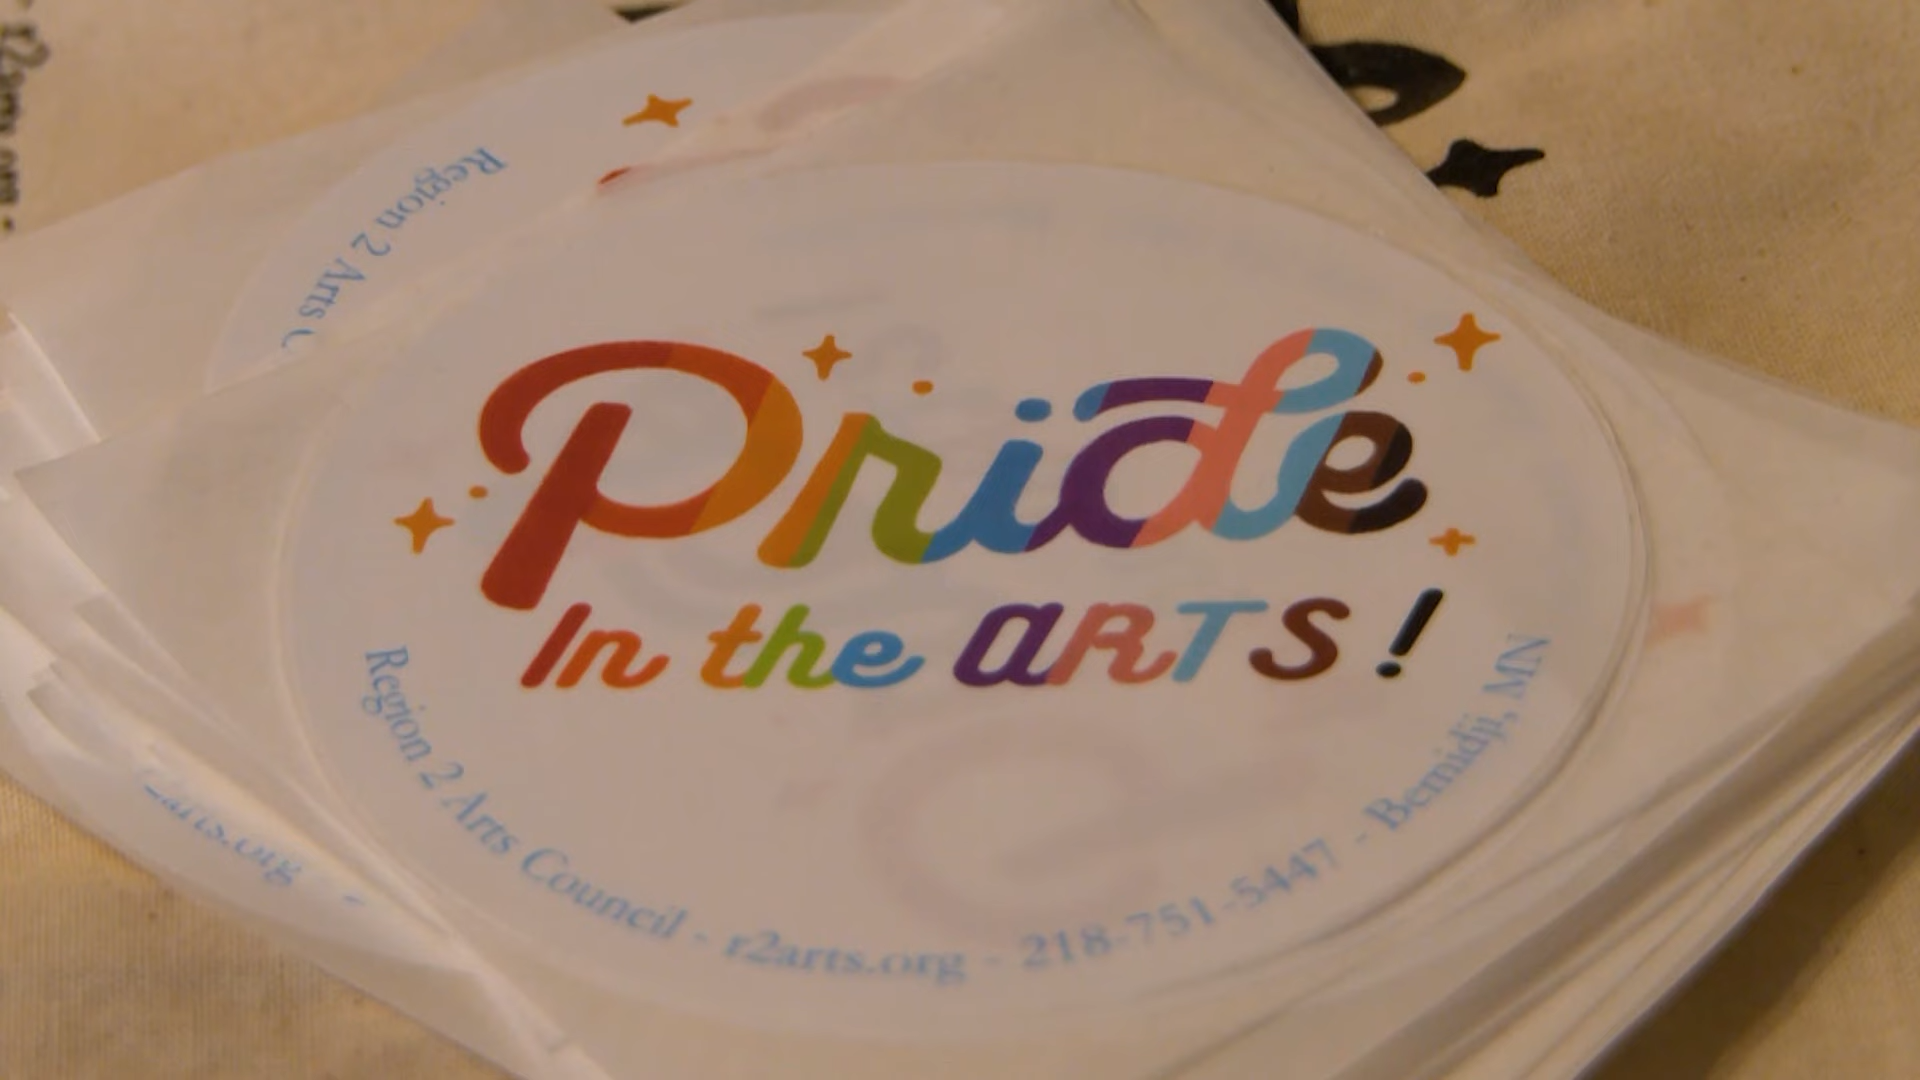 Region 2 Arts
Pride
In the ARTS!
Region 2 Arts Council - r2arts.org - 218-751-5447 - Bemidji, MN
2arts.org -